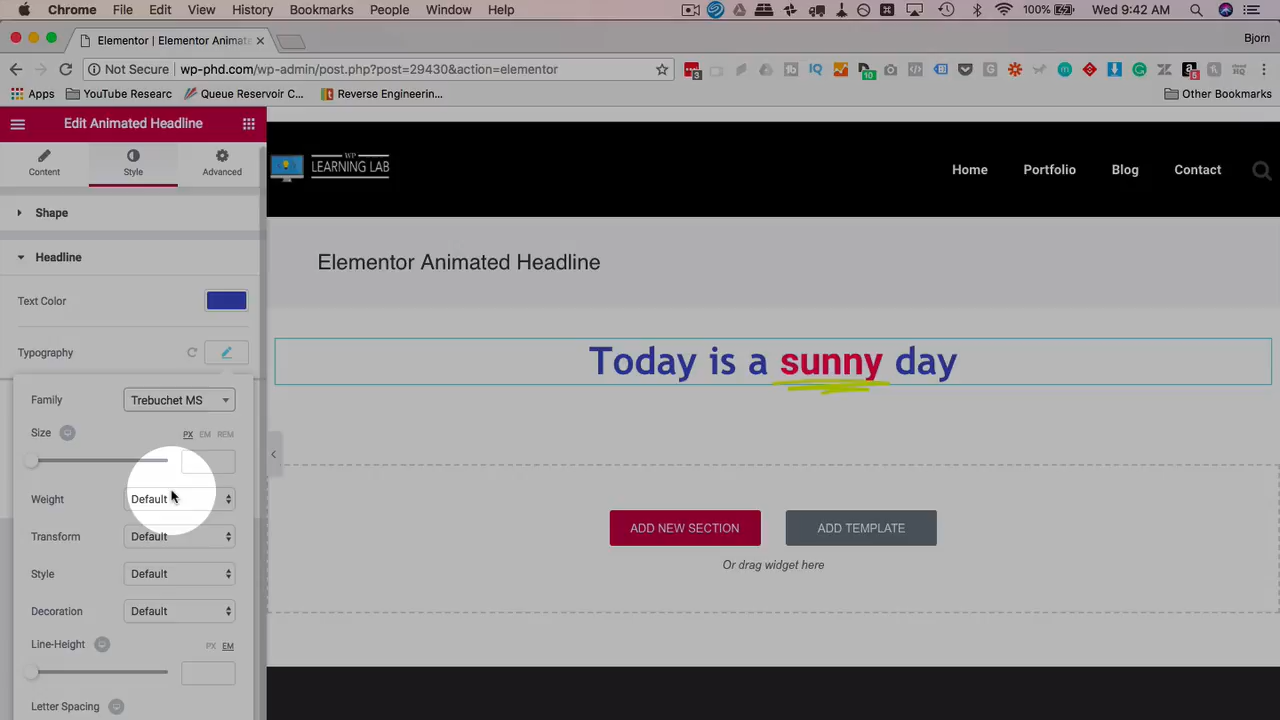 Chrome File Edit View History Bookmarks People Window Help 100% Wed 9:42 AM
Elementor | Elementor Animate
Bjorn
Not Secure wp-phd.com/wp-admin/post.php?post=29430&action=elementor
Apps YouTube Researc Queue Reservoir C... Reverse Engineerin... Other Bookmarks
Edit Animated Headline
Content Style Advanced
WP
LEARNING LAB
Home Portfolio Blog Contact
Shape
Headline
Elementor Animated Headline
Text Color
Typography
Today is a sunny day
Family Trebuchet MS
Size PX EM REM
Weight Default
Transform Default
Style Default
Decoration Default
Line-Height PX EM
Letter Spacing
ADD NEW SECTION ADD TEMPLATE
Or drag widget here